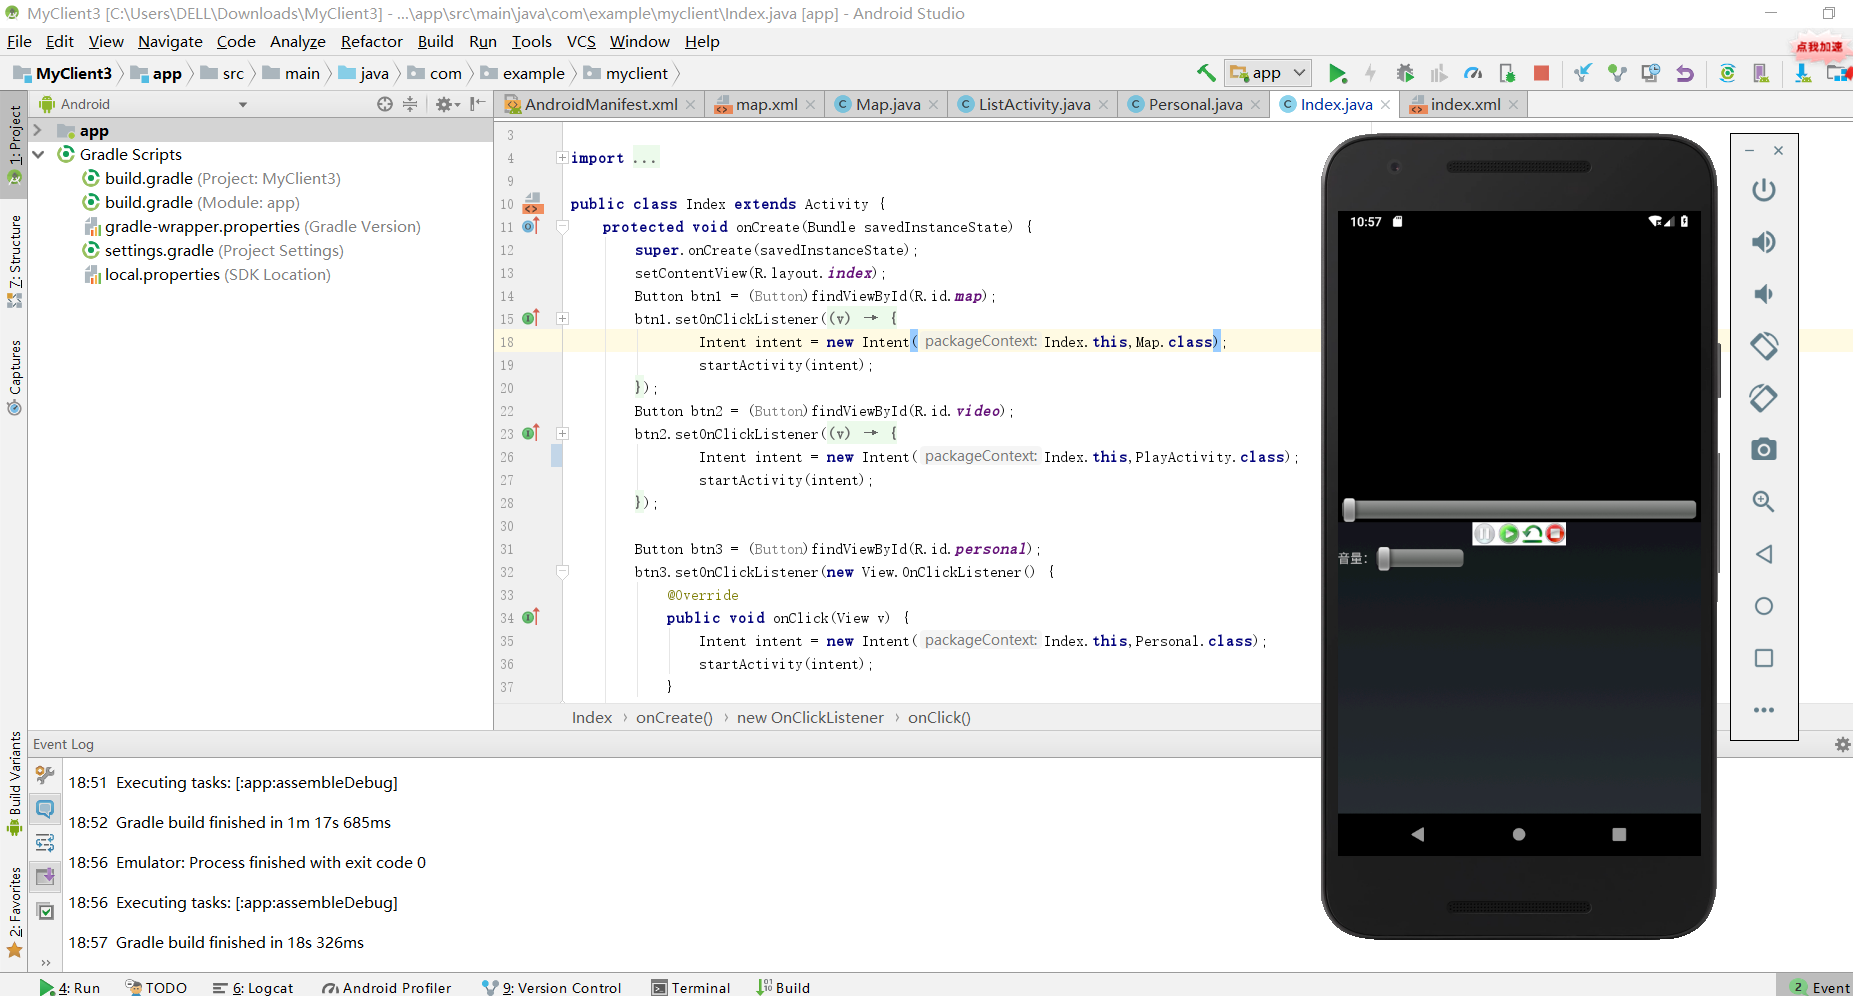 MyClient3 [C:\Users\DELL\Downloads\MyClient3] - ...\app\src\main\java\com\example\myclient\Index.java [app] - Android Studio
File Edit View Navigate Code Analyze Refactor Build Run Tools VCS Window Help
点我加速
MyClient3 app src main java com example myclient app
1: Project
7: Structure
Captures
Build Variants
2: Favorites
Android
AndroidManifest.xml map.xml Map.java ListActivity.java Personal.java Index.java index.xml
app
Gradle Scripts
build.gradle (Project: MyClient3)
build.gradle (Module: app)
gradle-wrapper.properties (Gradle Version)
settings.gradle (Project Settings)
local.properties (SDK Location)
3
4 import ...
9
10 public class Index extends Activity {
11 protected void onCreate(Bundle savedInstanceState) {
12 super.onCreate(savedInstanceState);
13 setContentView(R.layout.index);
14 Button btn1 = (Button)findViewById(R.id.map);
15 btn1.setOnClickListener((v) → {
18 Intent intent = new Intent( packageContext: Index.this,Map.class);
19 startActivity(intent);
20 });
22 Button btn2 = (Button)findViewById(R.id.video);
23 btn2.setOnClickListener((v) → {
26 Intent intent = new Intent( packageContext: Index.this,PlayActivity.class);
27 startActivity(intent);
28 });
30
31 Button btn3 = (Button)findViewById(R.id.personal);
32 btn3.setOnClickListener(new View.OnClickListener() {
33 @Override
34 public void onClick(View v) {
35 Intent intent = new Intent( packageContext: Index.this,Personal.class);
36 startActivity(intent);
37 }
Index › onCreate() › new OnClickListener › onClick()
10:57
音量：
Event Log
18:51 Executing tasks: [:app:assembleDebug]
18:52 Gradle build finished in 1m 17s 685ms
18:56 Emulator: Process finished with exit code 0
18:56 Executing tasks: [:app:assembleDebug]
18:57 Gradle build finished in 18s 326ms
4: Run TODO 6: Logcat Android Profiler 9: Version Control Terminal Build 2 Event